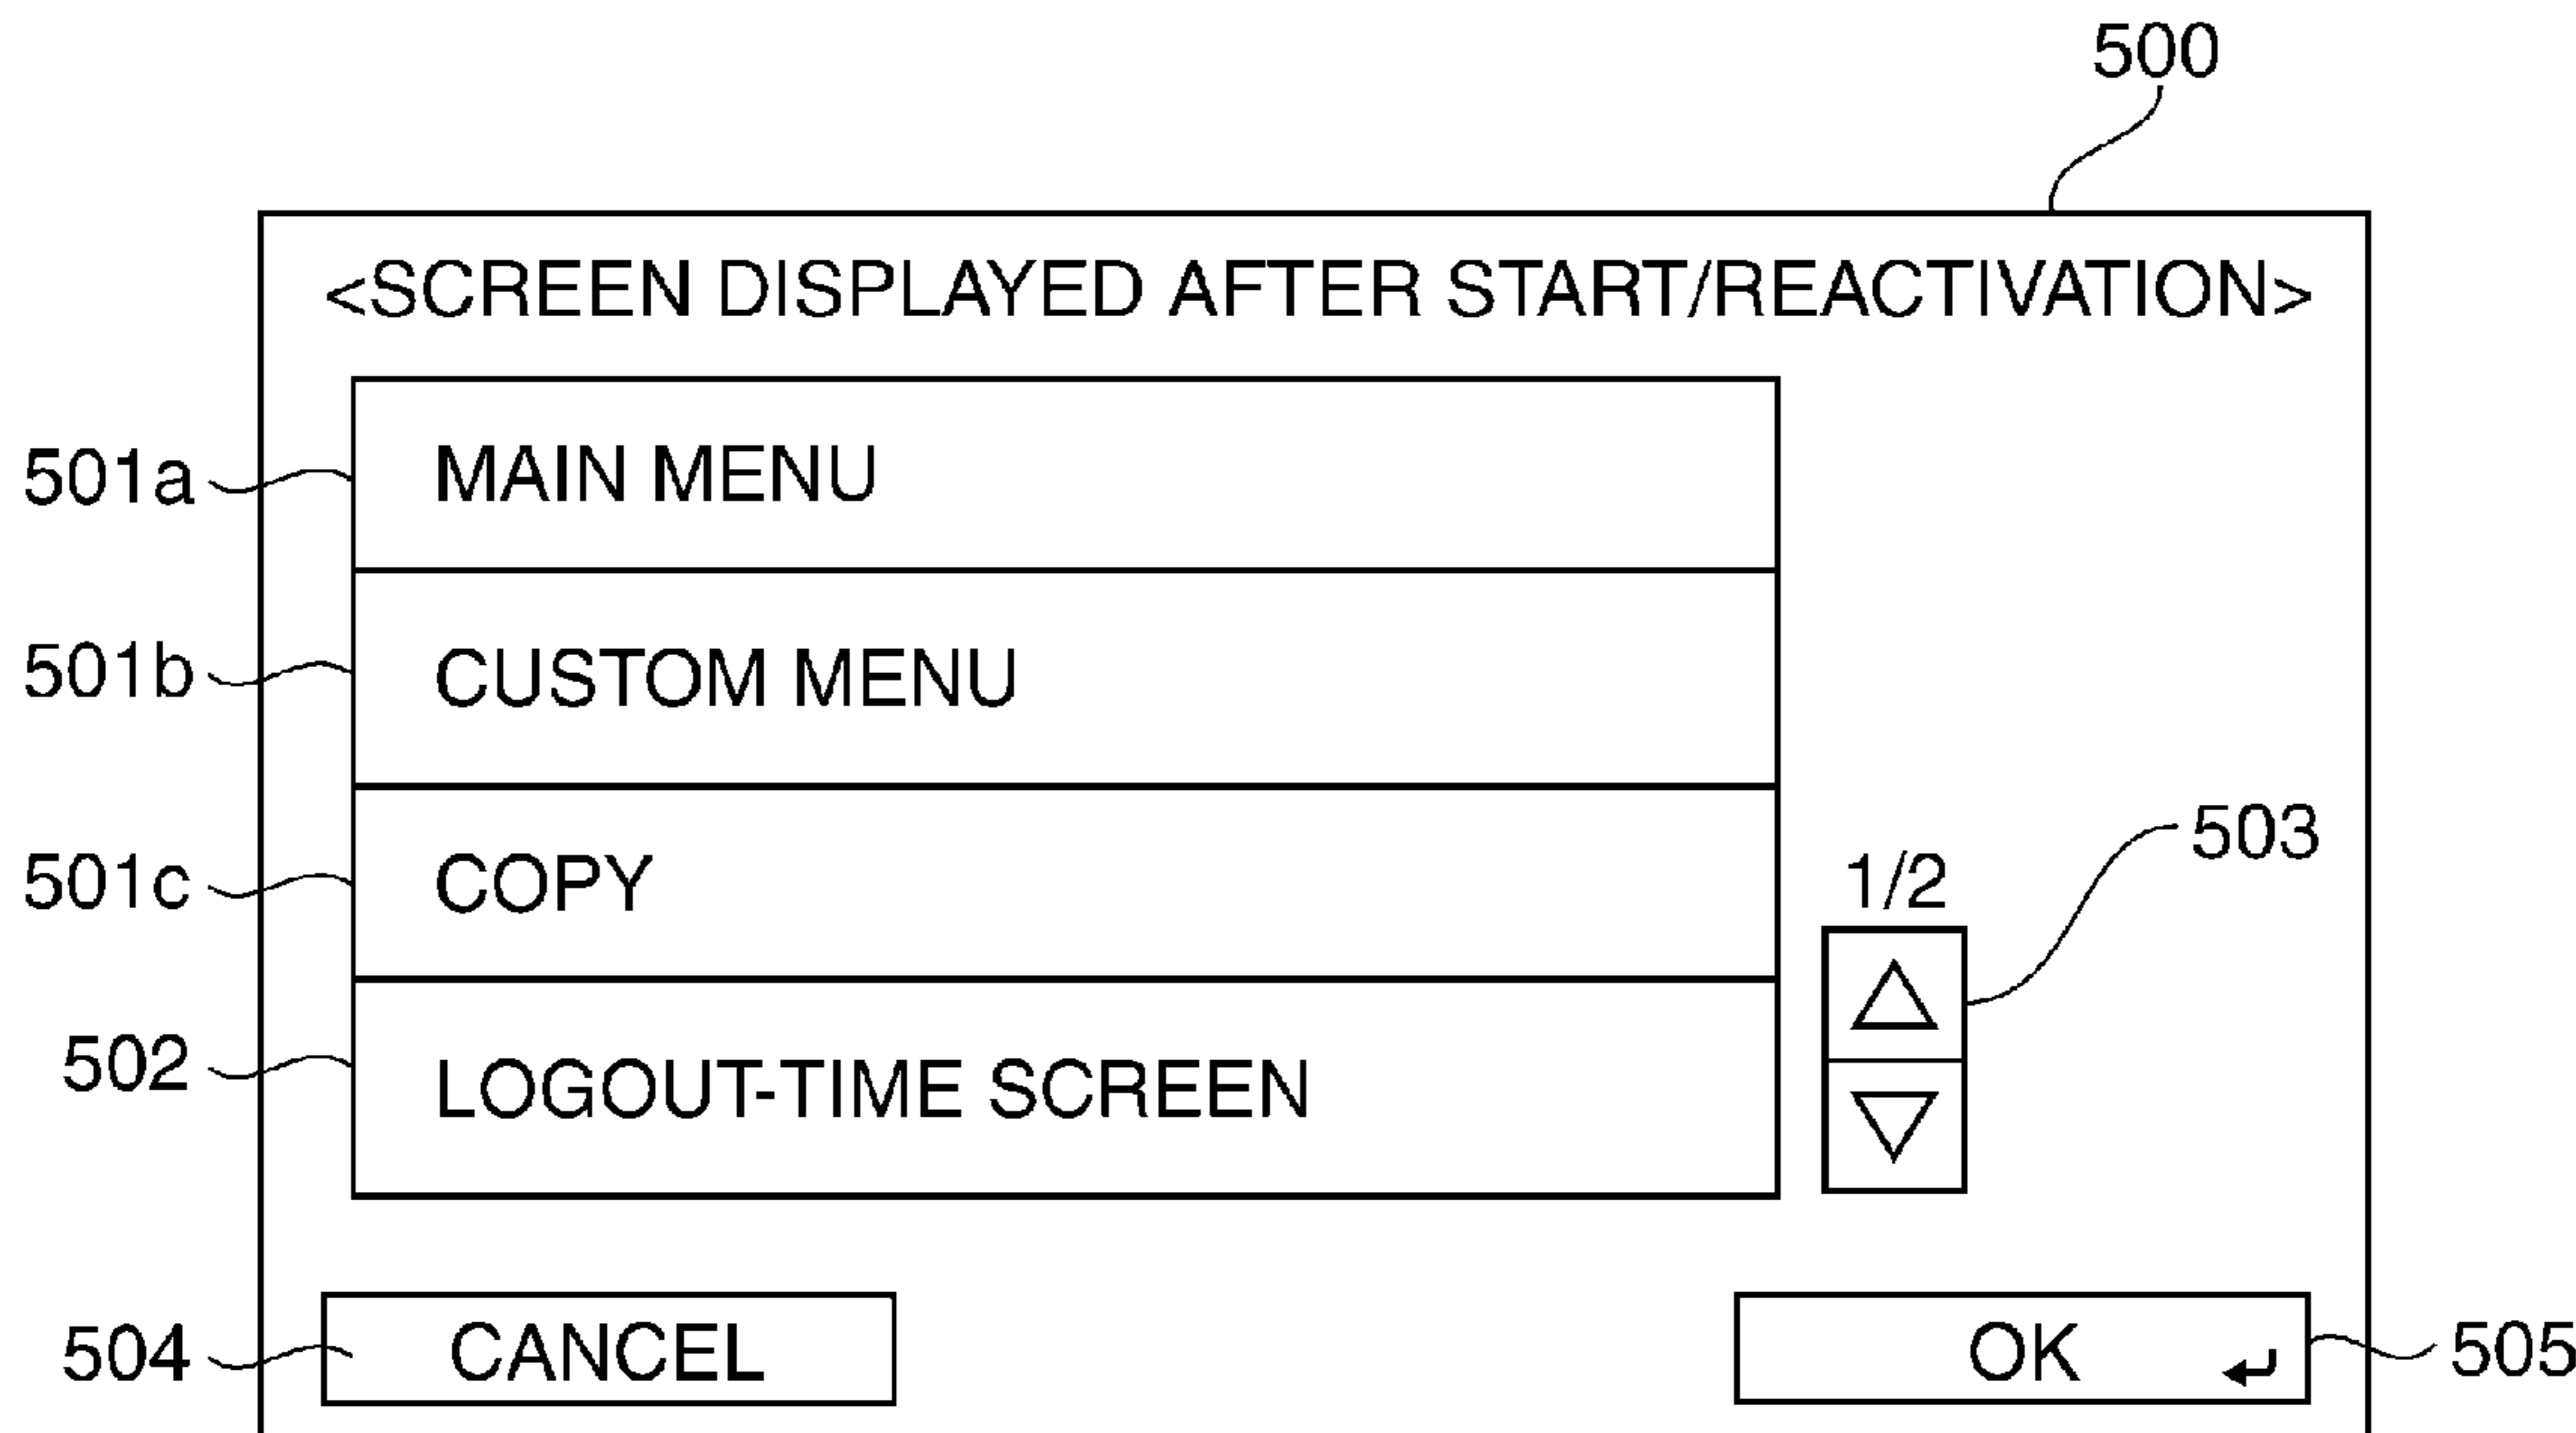 500
<SCREEN DISPLAYED AFTER START/REACTIVATION>
501a MAIN MENU
501b CUSTOM MENU
503
1/2
501c COPY
502 LOGOUT-TIME SCREEN
504 CANCEL OK 505